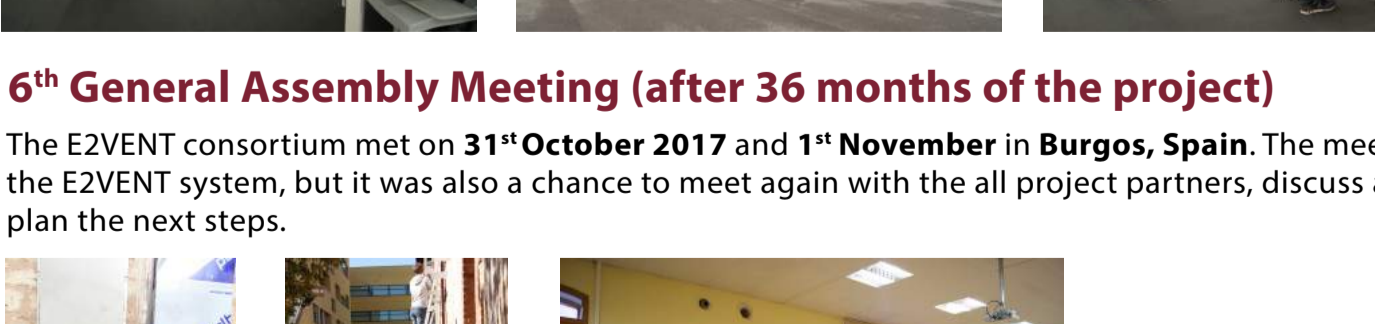 6th General Assembly Meeting (after 36 months of the project)
The E2VENT consortium met on 31st October 2017 and 1st November in Burgos, Spain. The
the E2VENT system, but it was also a chance to meet again with the all project partners, discuss
plan the next steps.